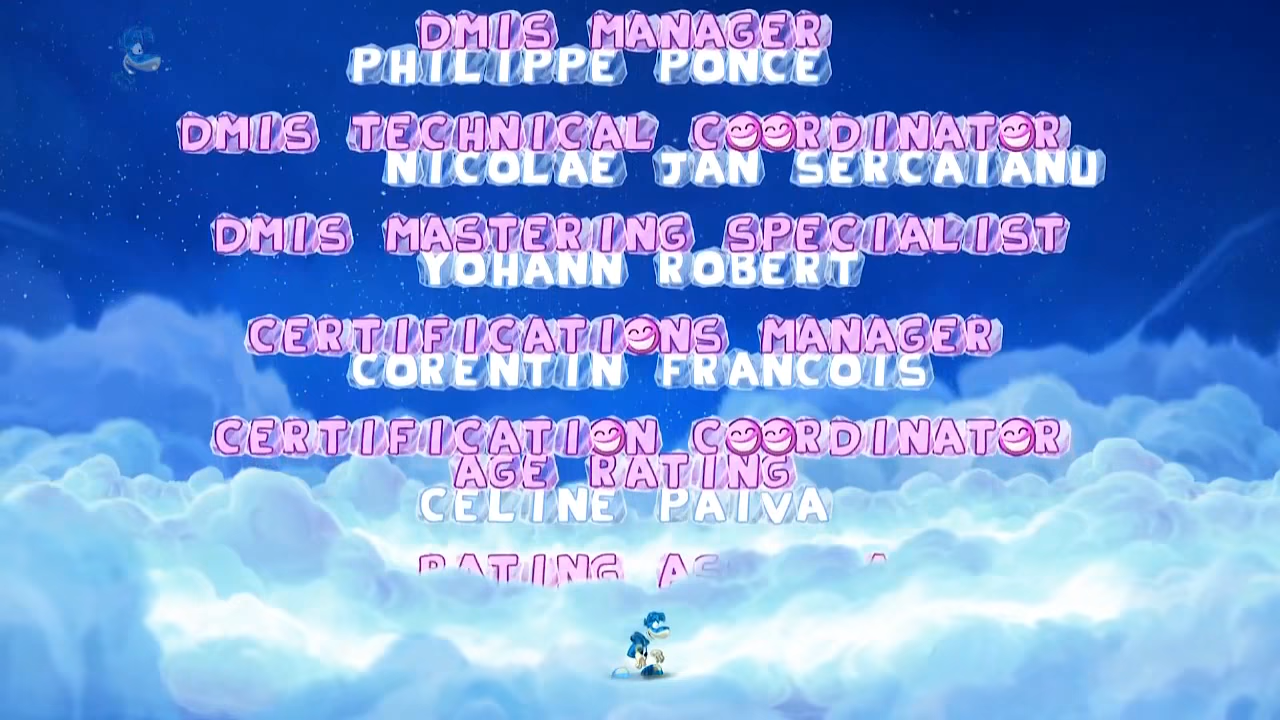 DMIS MANAGER
PHILIPPE PONCE
DMIS TECHNICAL COORDINATOR
NICOLAE JAN SERCAIANU
DMIS MASTERING SPECIALIST
YOHANN ROBERT
CERTIFICATIONS MANAGER
CORENTIN FRANCOIS
CERTIFICATION COORDINATOR
AGE RATING
CELINE PAIVA
RATING